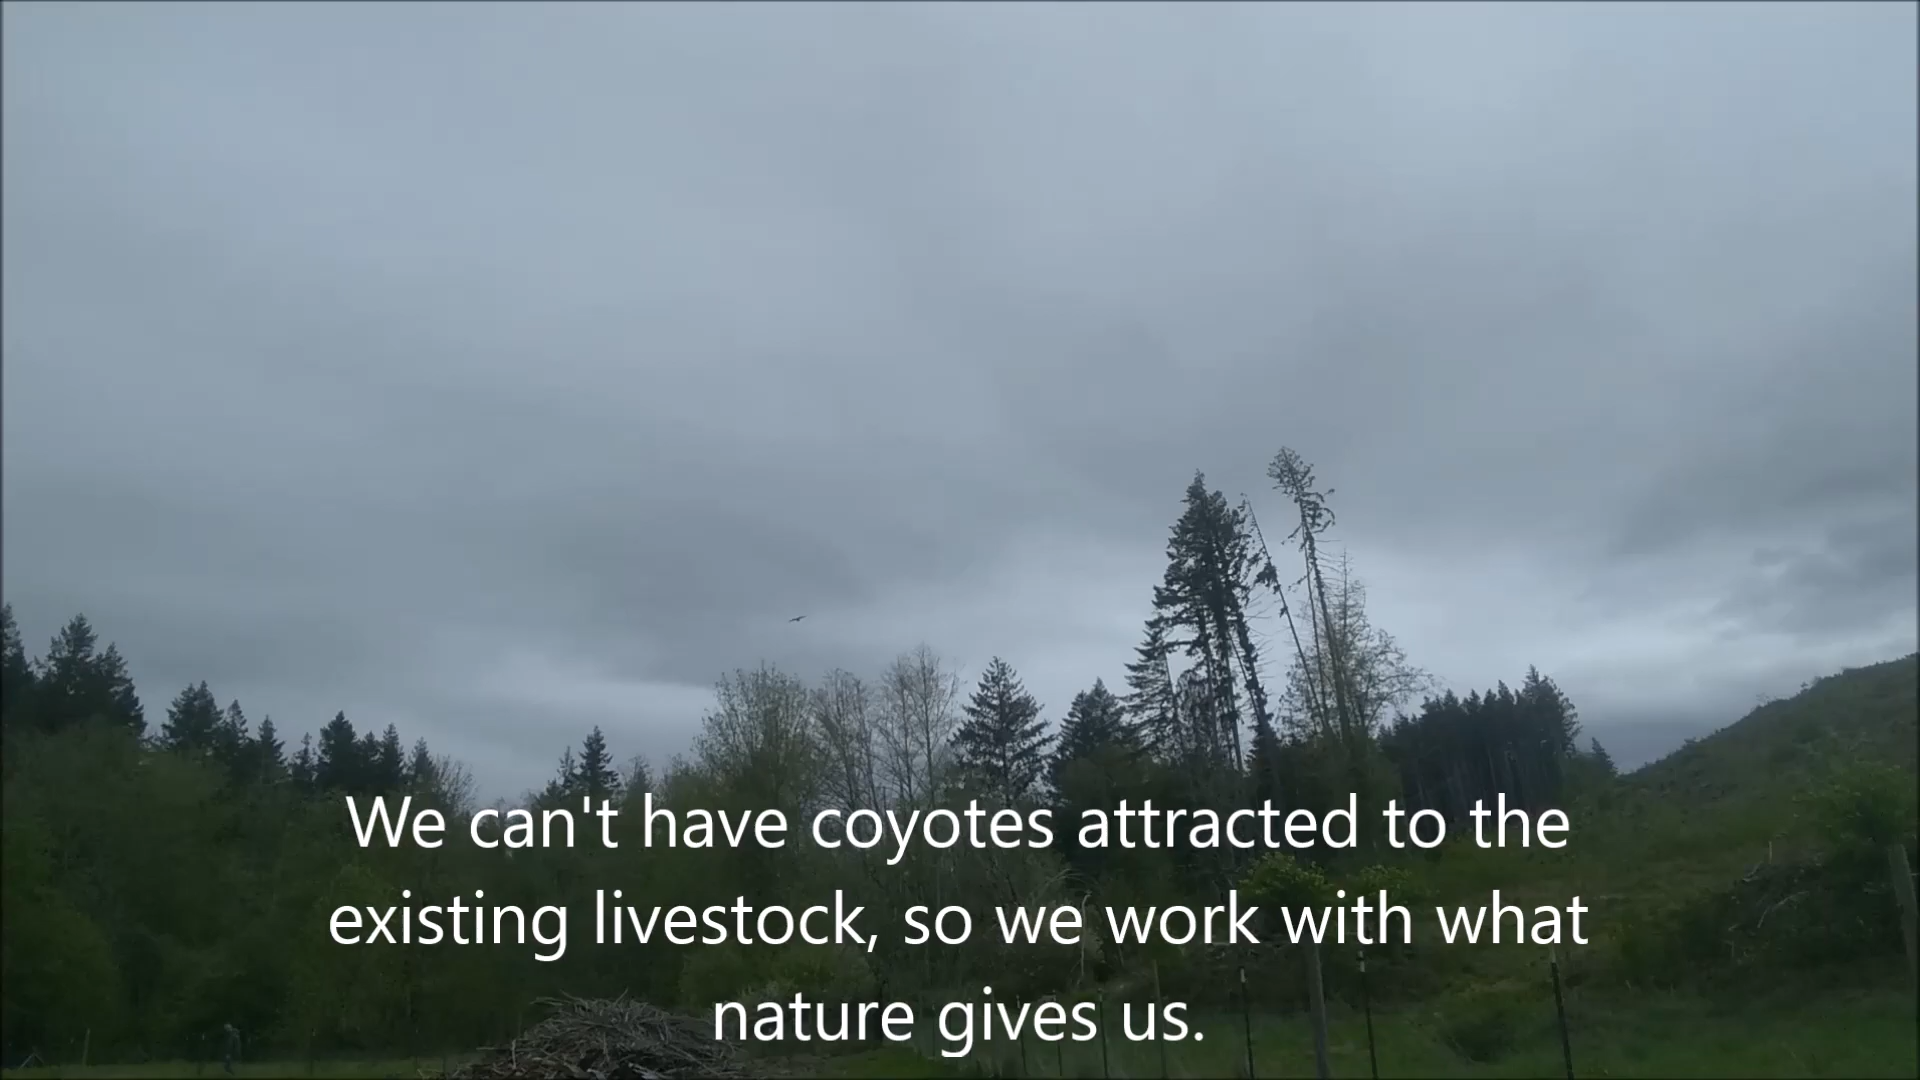 We can't have coyotes attracted to the
existing livestock, so we work with what
nature gives us.